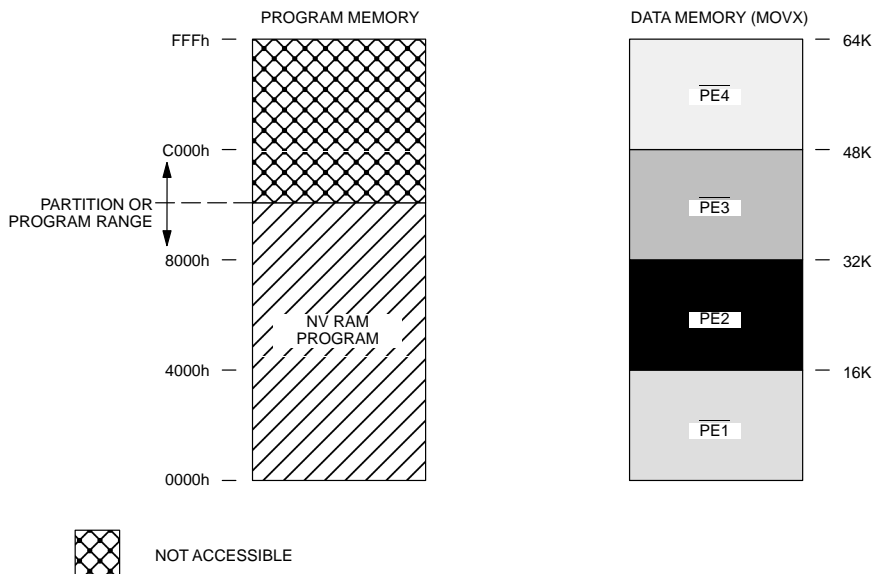 PROGRAM MEMORY
FFFh
C000h
PARTITION OR
PROGRAM RANGE
8000h
NV RAM
PROGRAM
4000h
0000h
DATA MEMORY (MOVX)
64K
PE4
48K
PE3
32K
PE2
16K
PE1
NOT ACCESSIBLE